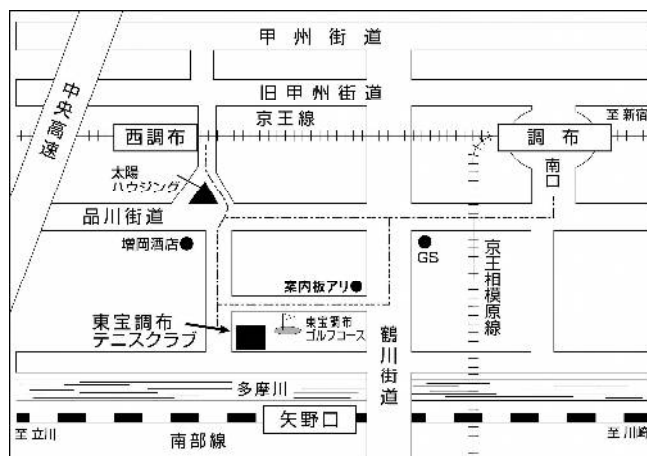 甲州街道
旧甲州街道
京王線
至新宿
中央高速
西調布
調布
南口
太陽
ハウジング
品川街道
増岡酒店
GS
京王相模原線
案内板アリ
東宝調布
テニスクラブ
東宝調布
ゴルフコース
鶴川街道
多摩川
矢野口
至立川
南部線
至川崎